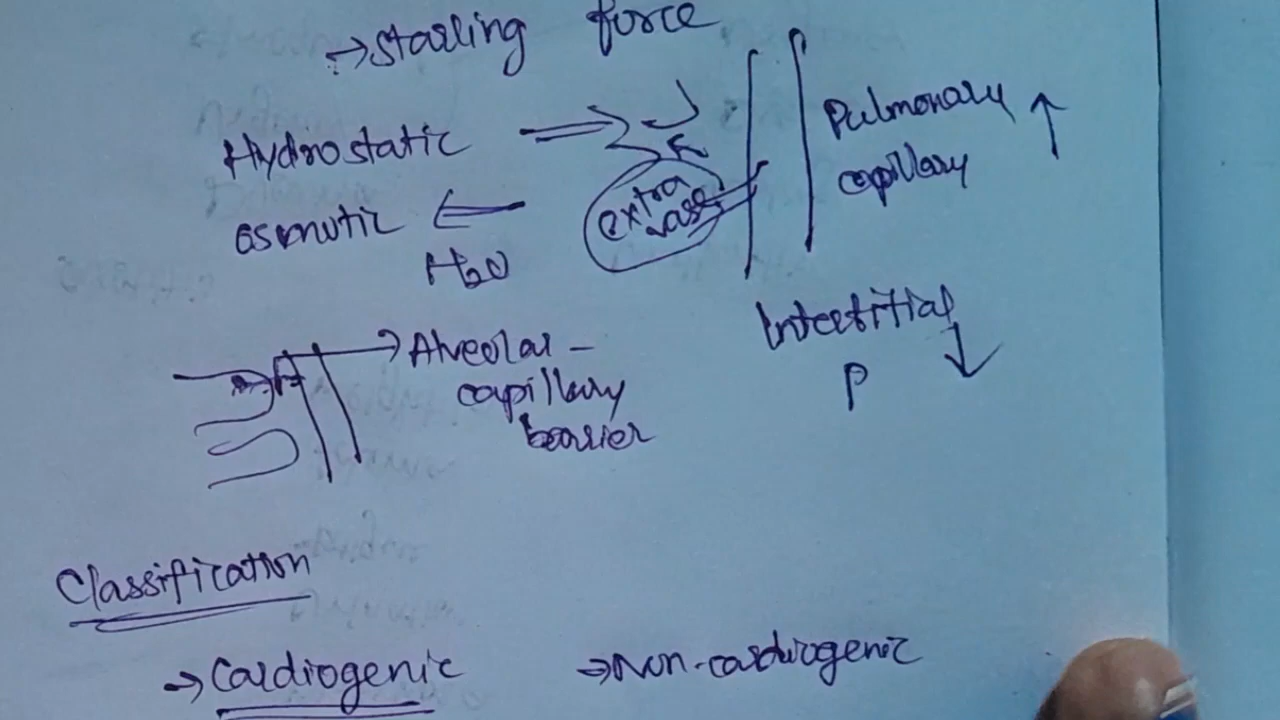 → Starling force
Hydrostatic ⇒
Pulmonary ↑
capillary
osmotic ⇐
H2O
extra
vase
Interstitial ↓
P
→ Alveolar -
capillary
barrier
Classification
→ Cardiogenic
→ Non-cardiogenic